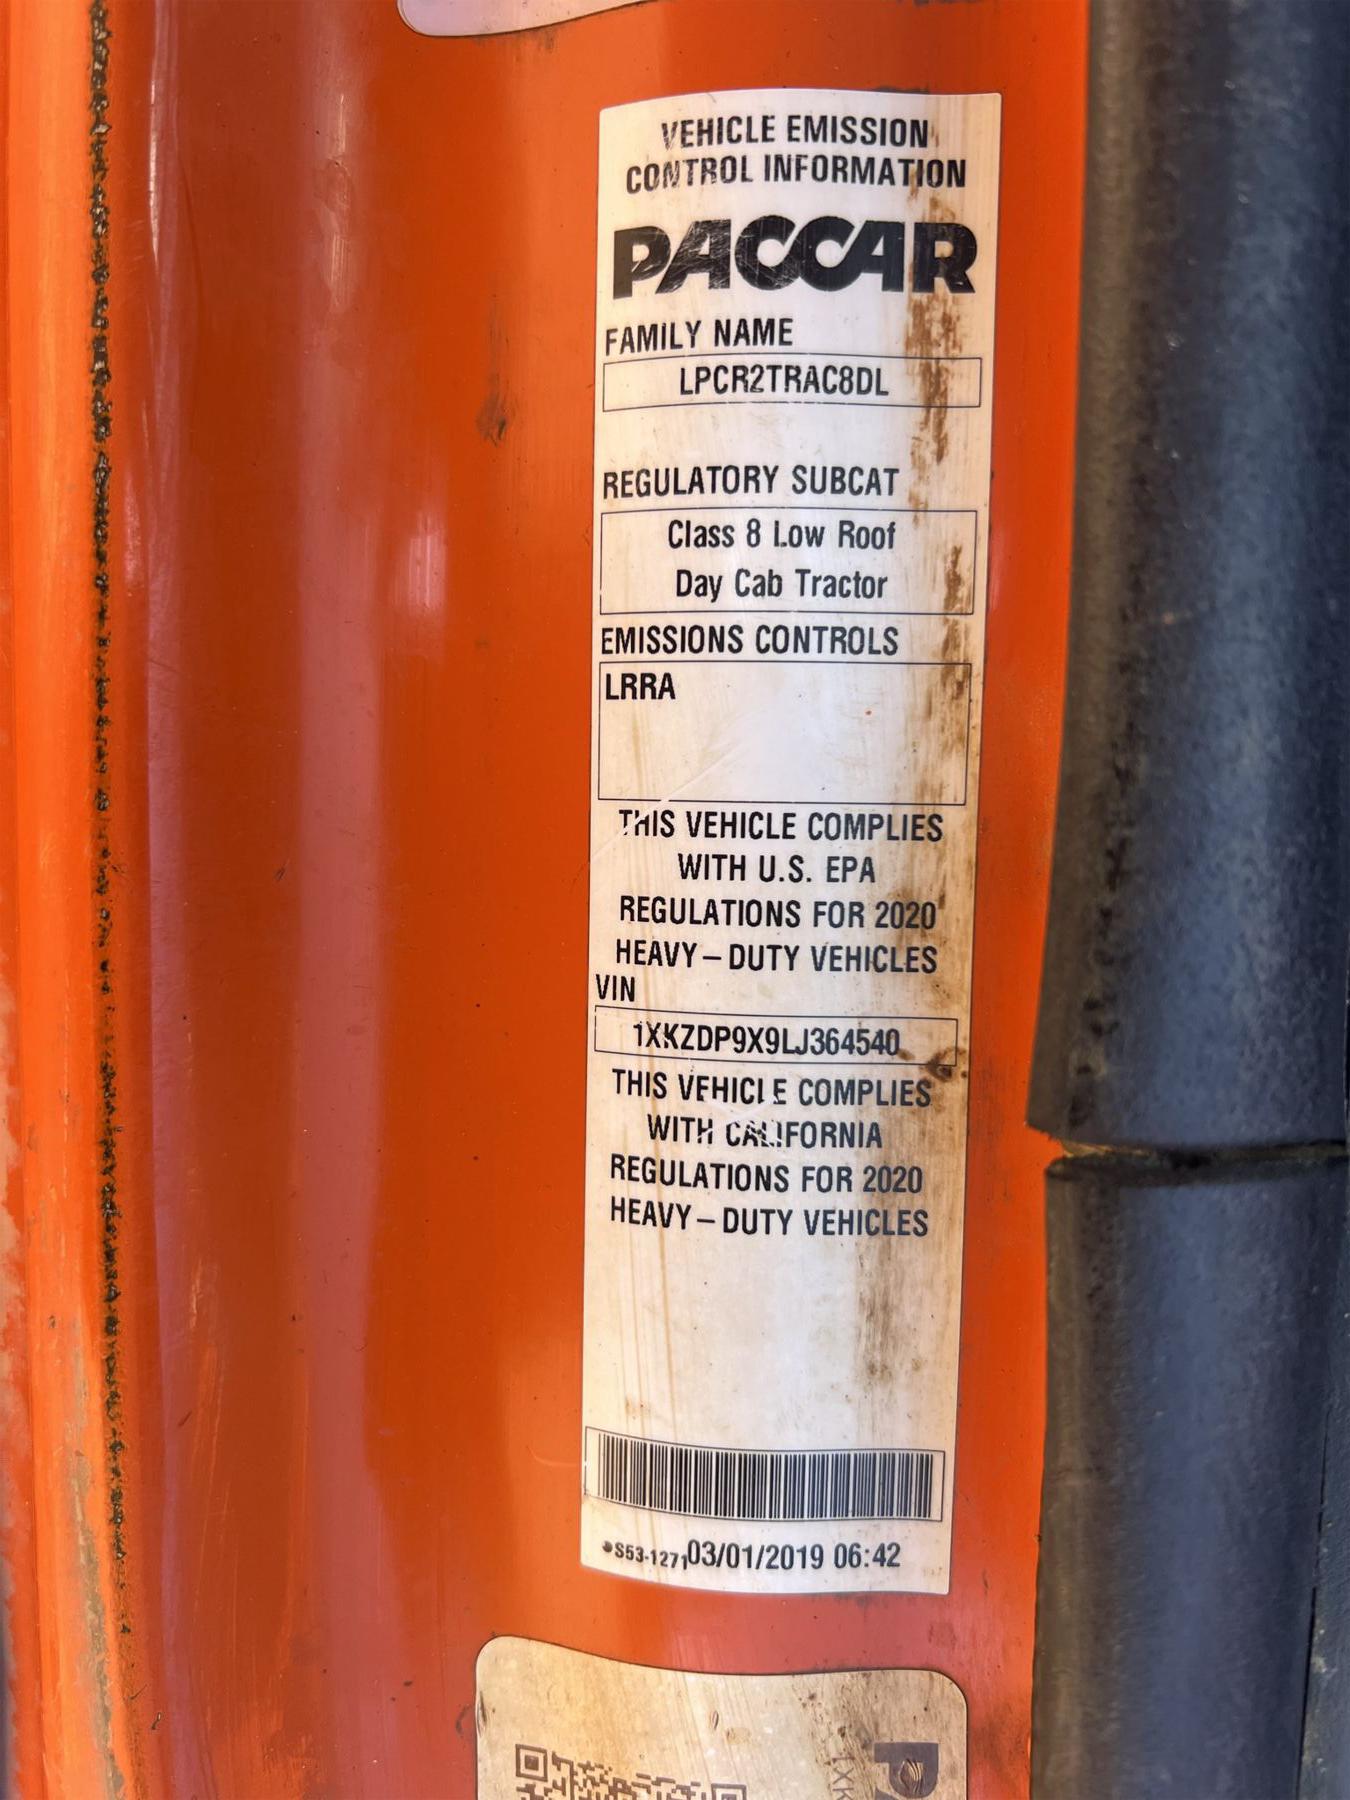 VEHICLE EMISSION
CONTROL INFORMATION
PACCAR
FAMILY NAME
LPCR2TRAC8DL
REGULATORY SUBCAT
Class 8 Low Roof
Day Cab Tractor
EMISSIONS CONTROLS
LRRA
THIS VEHICLE COMPLIES
WITH U.S. EPA
REGULATIONS FOR 2020
HEAVY-DUTY VEHICLES
VIN
1XKZDP9X9LJ364540
THIS VEHICLE COMPLIES
WITH CALIFORNIA
REGULATIONS FOR 2020
HEAVY-DUTY VEHICLES
S53-1271 03/01/2019 06:42